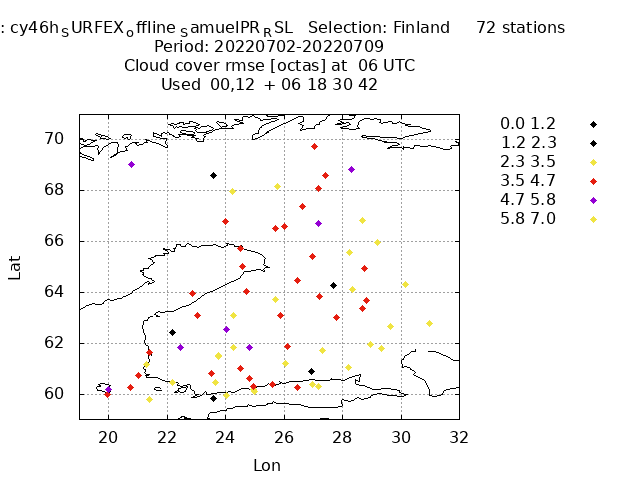 : cy46h_SURFEX_offline_SamuelPR_RSL   Selection: Finland     72 stations
Period: 20220702-20220709
Cloud cover rmse [octas] at  06 UTC
Used  00,12  + 06 18 30 42
0.0 1.2
1.2 2.3
2.3 3.5
3.5 4.7
4.7 5.8
5.8 7.0
70
68
66
64
62
60
Lat
20 22 24 26 28 30 32
Lon